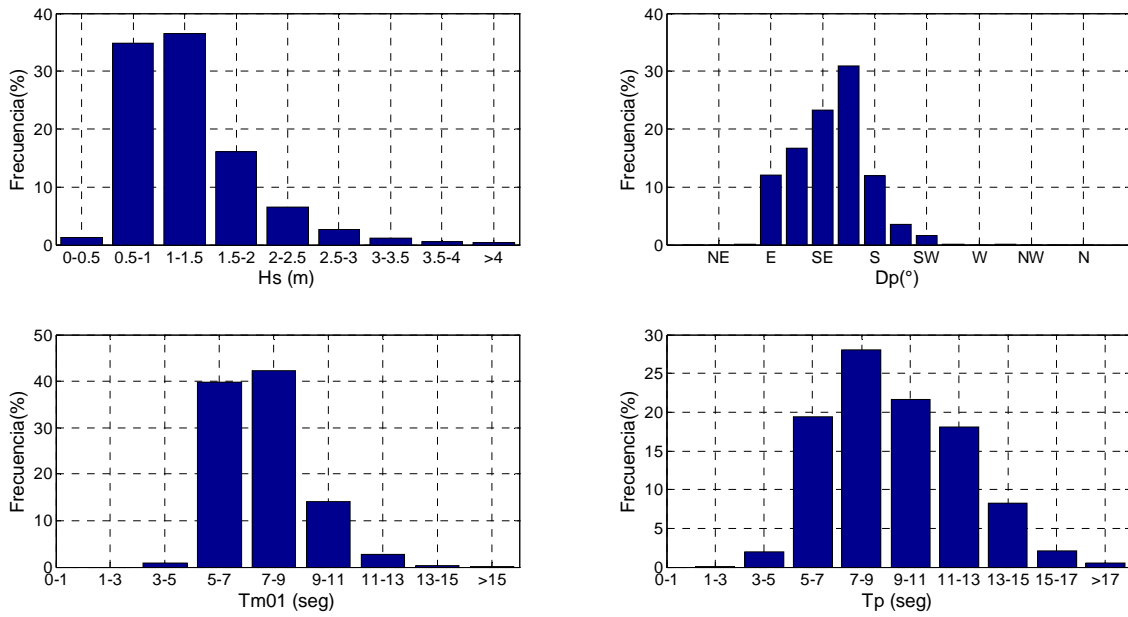 Frecuencia(%)
40
30
20
10
0
0-0.5 0.5-1 1-1.5 1.5-2 2-2.5 2.5-3 3-3.5 3.5-4 >4
Hs (m)
Frecuencia(%)
40
30
20
10
0
NE E SE S SW W NW N
Dp(°)
Frecuencia(%)
50
40
30
20
10
0
0-1 1-3 3-5 5-7 7-9 9-11 11-13 13-15 >15
Tm01 (seg)
Frecuencia(%)
30
25
20
15
10
5
0
0-1 1-3 3-5 5-7 7-9 9-11 11-13 13-15 15-17 >17
Tp (seg)